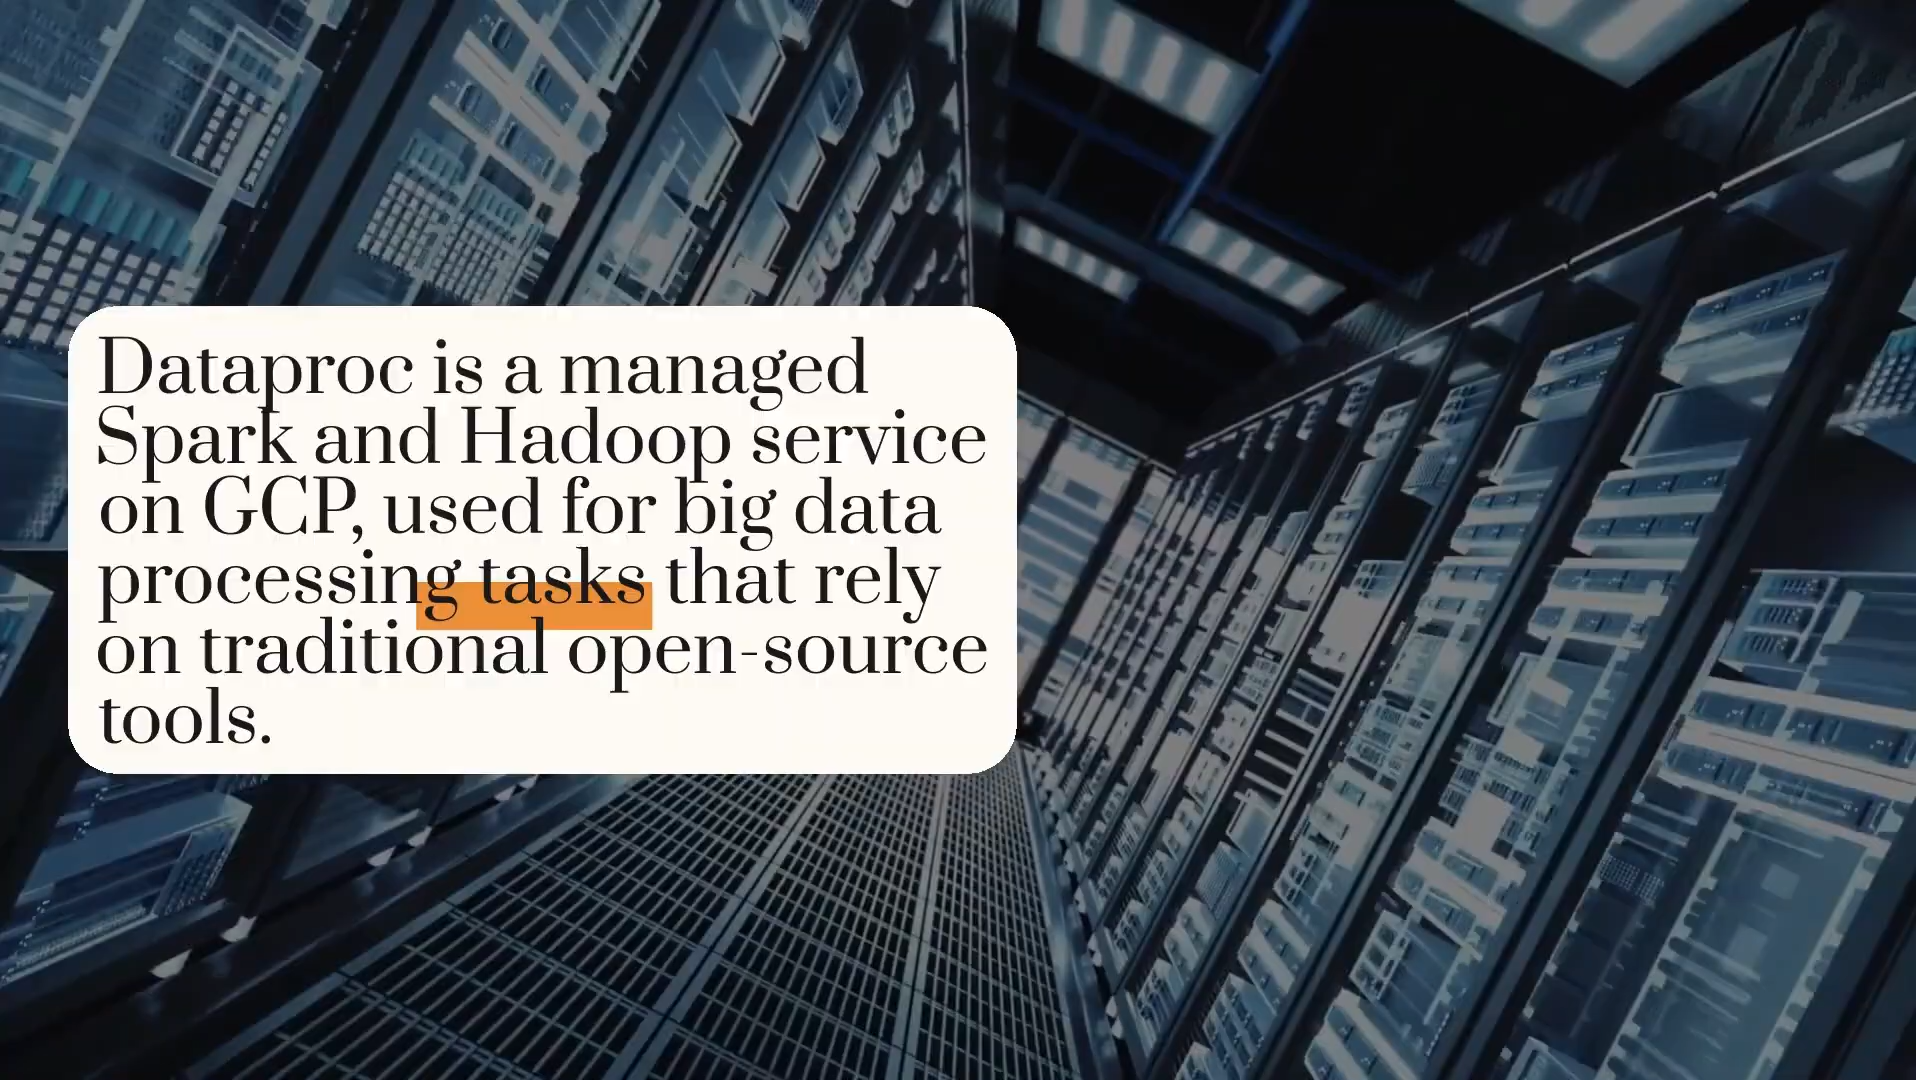 Dataproc is a managed
Spark and Hadoop service
on GCP, used for big data
processing tasks that rely
on traditional open-source
tools.